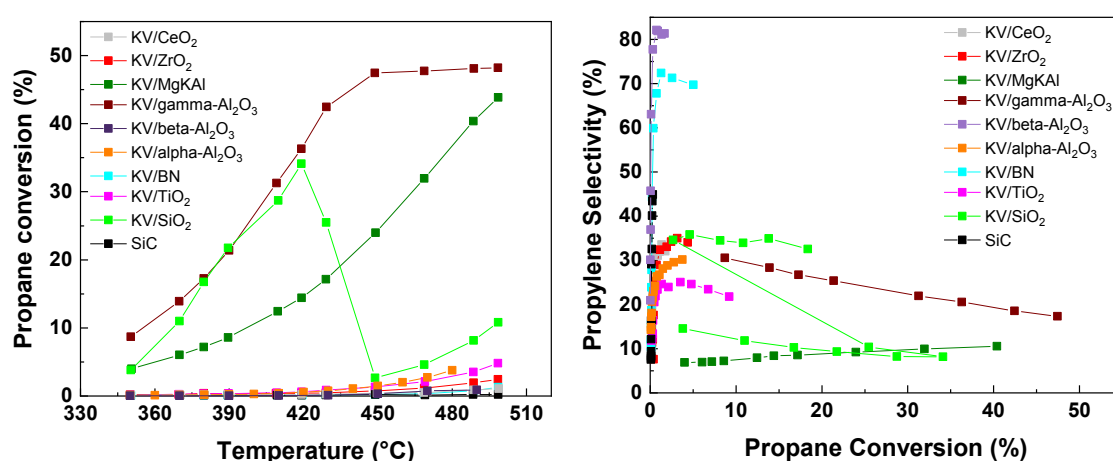 Propane conversion (%)
50
40
30
20
10
0
KV/CeO₂
KV/ZrO₂
KV/MgKAl
KV/gamma-Al₂O₃
KV/beta-Al₂O₃
KV/alpha-Al₂O₃
KV/BN
KV/TiO₂
KV/SiO₂
SiC
330 360 390 420 450 480 510
Temperature (°C)
Propylene Selectivity (%)
80
70
60
50
40
30
20
10
0
KV/CeO₂
KV/ZrO₂
KV/MgKAl
KV/gamma-Al₂O₃
KV/beta-Al₂O₃
KV/alpha-Al₂O₃
KV/BN
KV/TiO₂
KV/SiO₂
SiC
0 10 20 30 40 50
Propane Conversion (%)